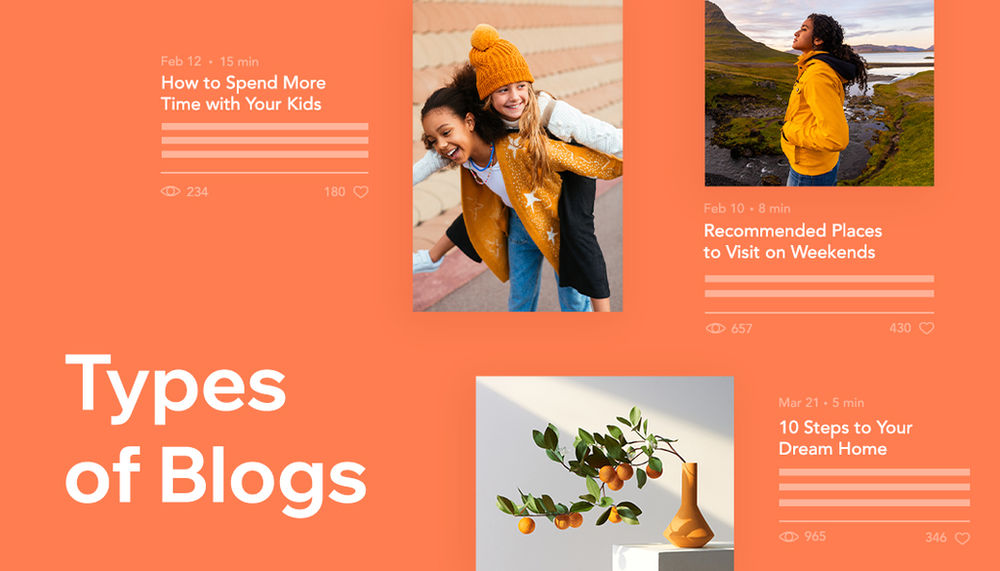 Feb 12 • 15 min
How to Spend More
Time with Your Kids
234
180
Feb 10 • 8 min
Recommended Places
to Visit on Weekends
657
430
Types
of Blogs
Mar 21 • 5 min
10 Steps to Your
Dream Home
965
346